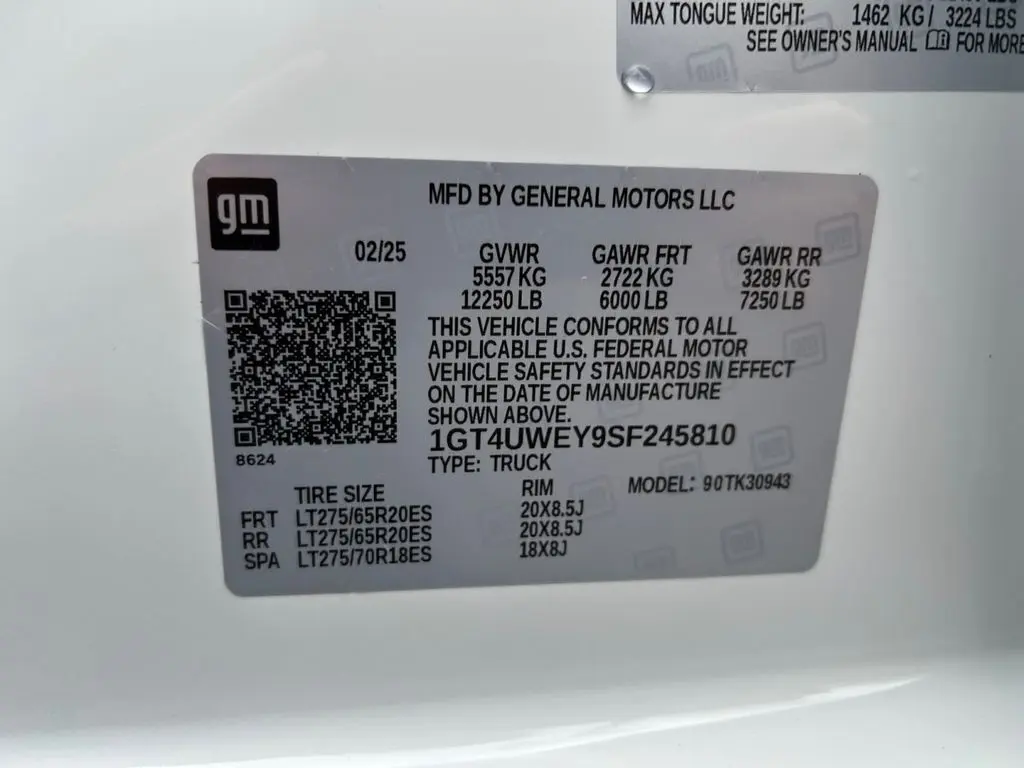 MAX TONGUE WEIGHT: 1462 KG/ 3224 LBS
SEE OWNER'S MANUAL FOR MORE
gm
MFD BY GENERAL MOTORS LLC
02/25 GVWR GAWR FRT GAWR RR
5557 KG 2722 KG 3289 KG
12250 LB 6000 LB 7250 LB
THIS VEHICLE CONFORMS TO ALL
APPLICABLE U.S. FEDERAL MOTOR
VEHICLE SAFETY STANDARDS IN EFFECT
ON THE DATE OF MANUFACTURE
SHOWN ABOVE.
1GT4UWEY9SF245810
8624
TYPE: TRUCK
MODEL: 90TK30943
TIRE SIZE RIM
FRT LT275/65R20ES 20X8.5J
RR LT275/65R20ES 20X8.5J
SPA LT275/70R18ES 18X8J